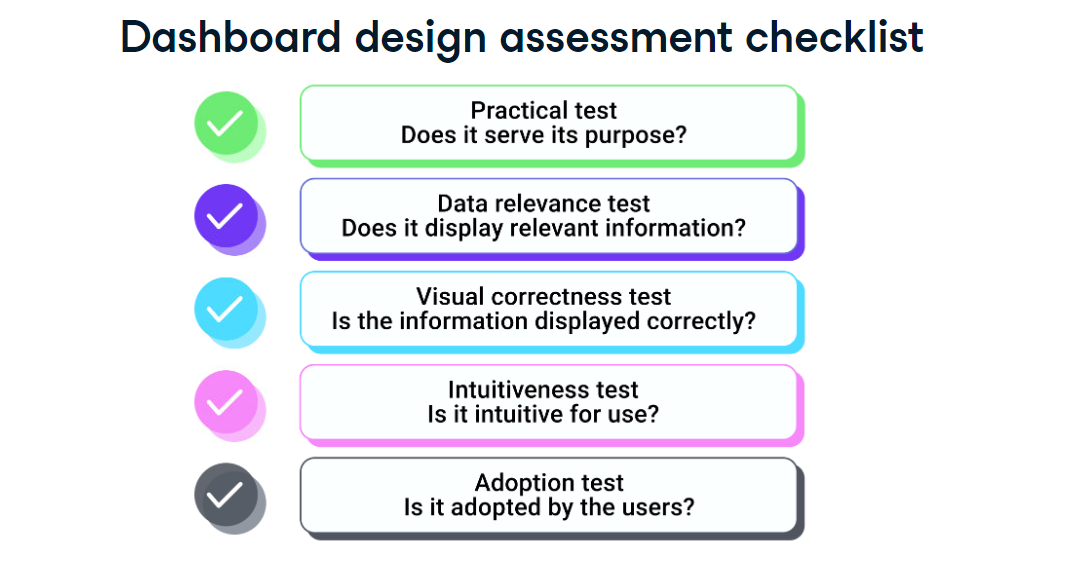 Dashboard design assessment checklist
Practical test
Does it serve its purpose?
Data relevance test
Does it display relevant information?
Visual correctness test
Is the information displayed correctly?
Intuitiveness test
Is it intuitive for use?
Adoption test
Is it adopted by the users?